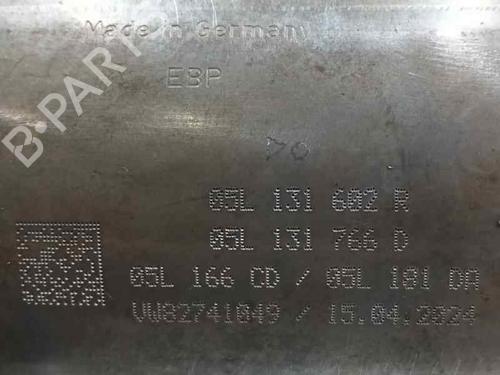 Made in Germany
EBP
05L 131 602 R
05L 131 766 D
05L 166 CD / 05L 181 DA
VW82741049 / 15.04.2024
B-PARTS